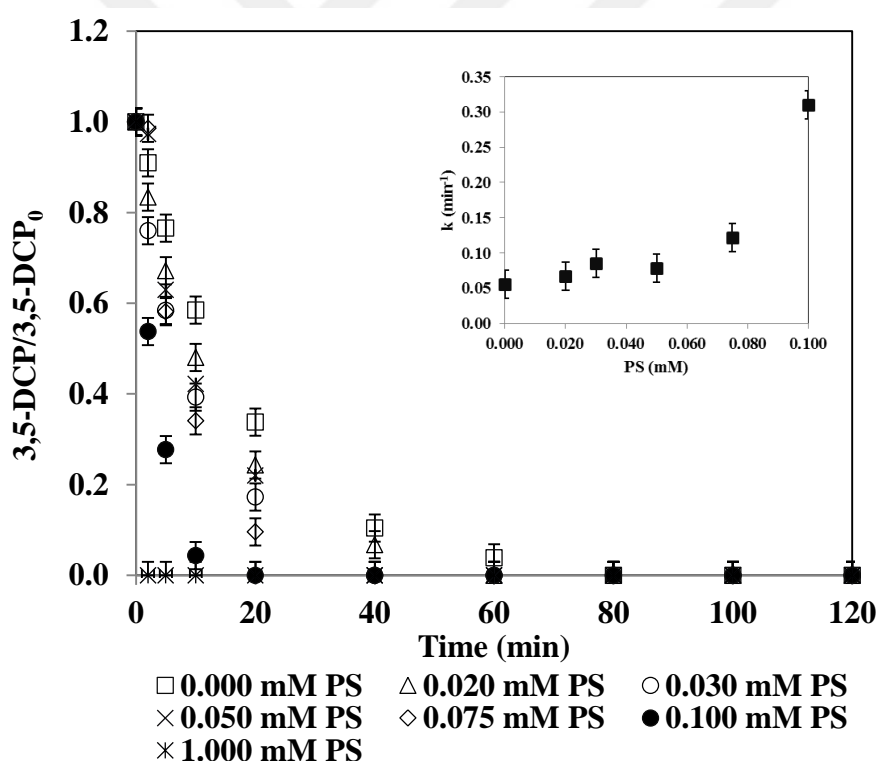 1.2
1.0
0.8
0.6
0.4
0.2
0.0
3,5-DCP/3,5-DCP₀
0 20 40 60 80 100 120
Time (min)
0.35
0.30
0.25
0.20
0.15
0.10
0.05
0.00
k (min⁻¹)
0.000 0.020 0.040 0.060 0.080 0.100
PS (mM)
0.000 mM PS 0.020 mM PS 0.030 mM PS
0.050 mM PS 0.075 mM PS 0.100 mM PS
1.000 mM PS